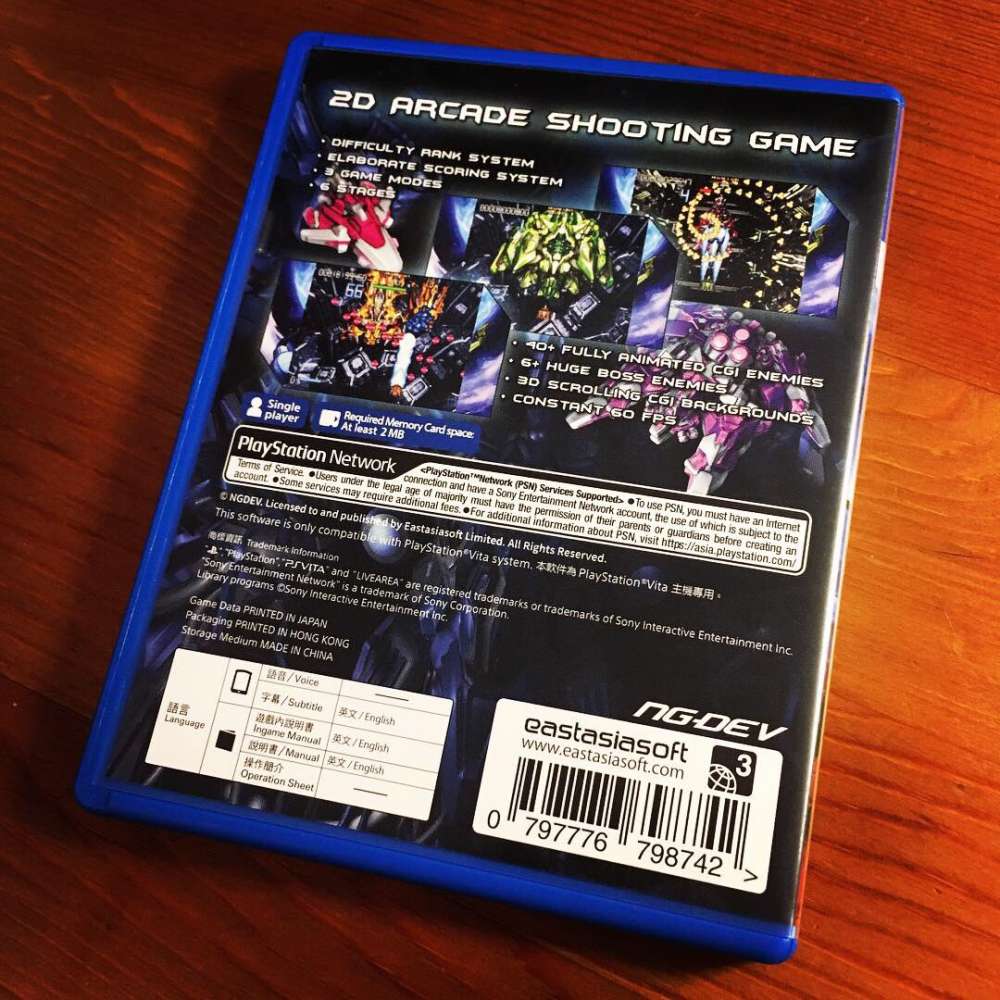 2D ARCADE SHOOTING GAME
• DIFFICULTY RANK SYSTEM
• ELABORATE SCORING SYSTEM
• 3 GAME MODES
• 6 STAGES
66
• 40+ FULLY ANIMATED CGI ENEMIES
• 6+ HUGE BOSS ENEMIES
• 3D SCROLLING CGI BACKGROUNDS
• CONSTANT 60 FPS
Single
player
Required Memory Card space:
At least 2 MB
PlayStation Network
<PlayStation™Network (PSN) Services Supported> ●To use PSN, you must have an Internet
connection and have a Sony Entertainment Network account, the use of which is subject to the
Terms of Service. ●Users under the legal age of majority must have the permission of their parents or guardians before creating an
account. ●Some services may require additional fees. ●For additional information about PSN, visit https://asia.playstation.com/
© NGDEV. Licensed to and published by Eastasiasoft Limited. All Rights Reserved.
This software is only compatible with PlayStation®Vita system. 本軟件為 PlayStation®Vita 主機專用。
商標資訊 Trademark Information
"PlayStation", "PSVITA" and "LIVEAREA" are registered trademarks or trademarks of Sony Interactive Entertainment Inc.
"Sony Entertainment Network" is a trademark of Sony Corporation.
Library programs ©Sony Interactive Entertainment Inc.
Game Data PRINTED IN JAPAN
Packaging PRINTED IN HONG KONG
Storage Medium MADE IN CHINA
語言
Language
語音/Voice
字幕/Subtitle 英文/English
遊戲內說明書
Ingame Manual 英文/English
說明書/Manual 英文/English
操作簡介
Operation Sheet
NG:DEV
eastasiasoft
www.eastasiasoft.com
3
0 797776 798742 >